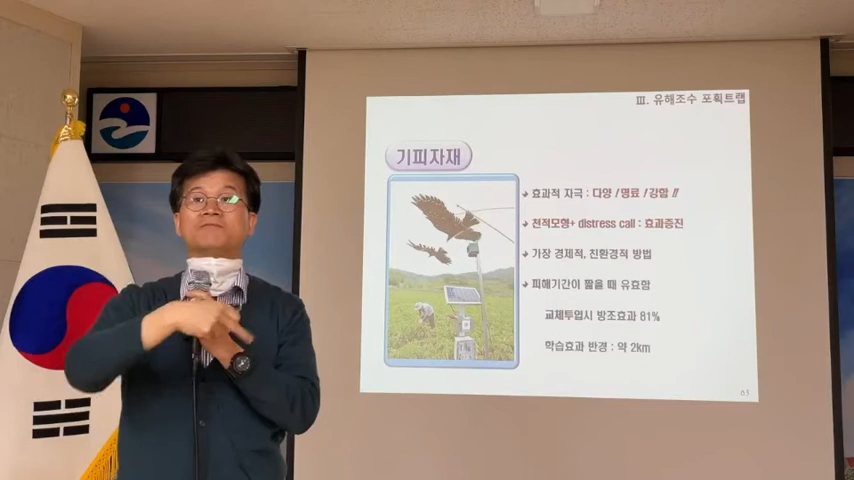 Ⅲ. 유해조수 포획트랩
기피자재
효과적 자극 : 다양 ! 명료 ! 강함 !!
천적모형+ distress call : 효과증진
가장 경제적, 친환경적 방법
피해기간이 짧을 때 유효함
교체투입시 방조효과 81%
학습효과 반경 : 약 2km